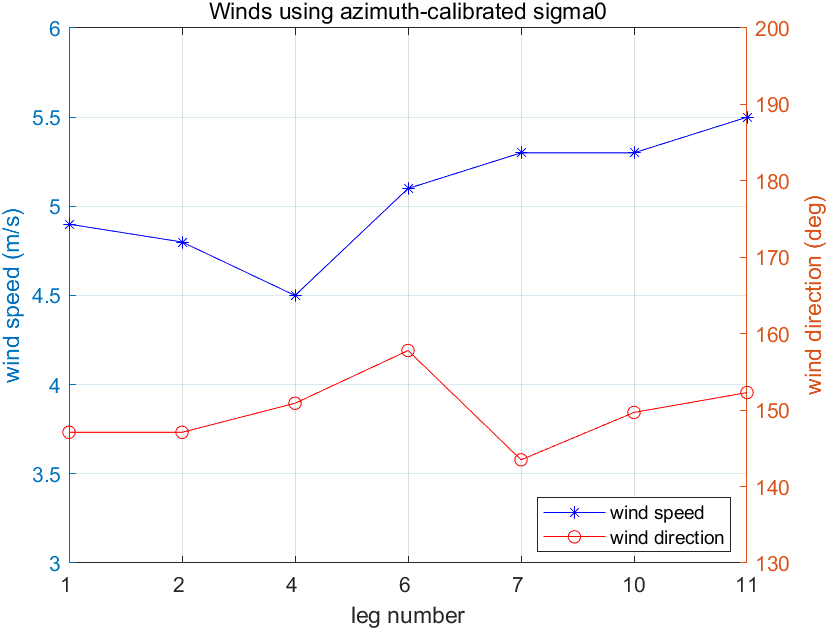 Winds using azimuth-calibrated sigma0
6
5.5
5
4.5
4
3.5
3
wind speed (m/s)
200
190
180
170
160
150
140
130
wind direction (deg)
wind speed
wind direction
1 2 4 6 7 10 11
leg number